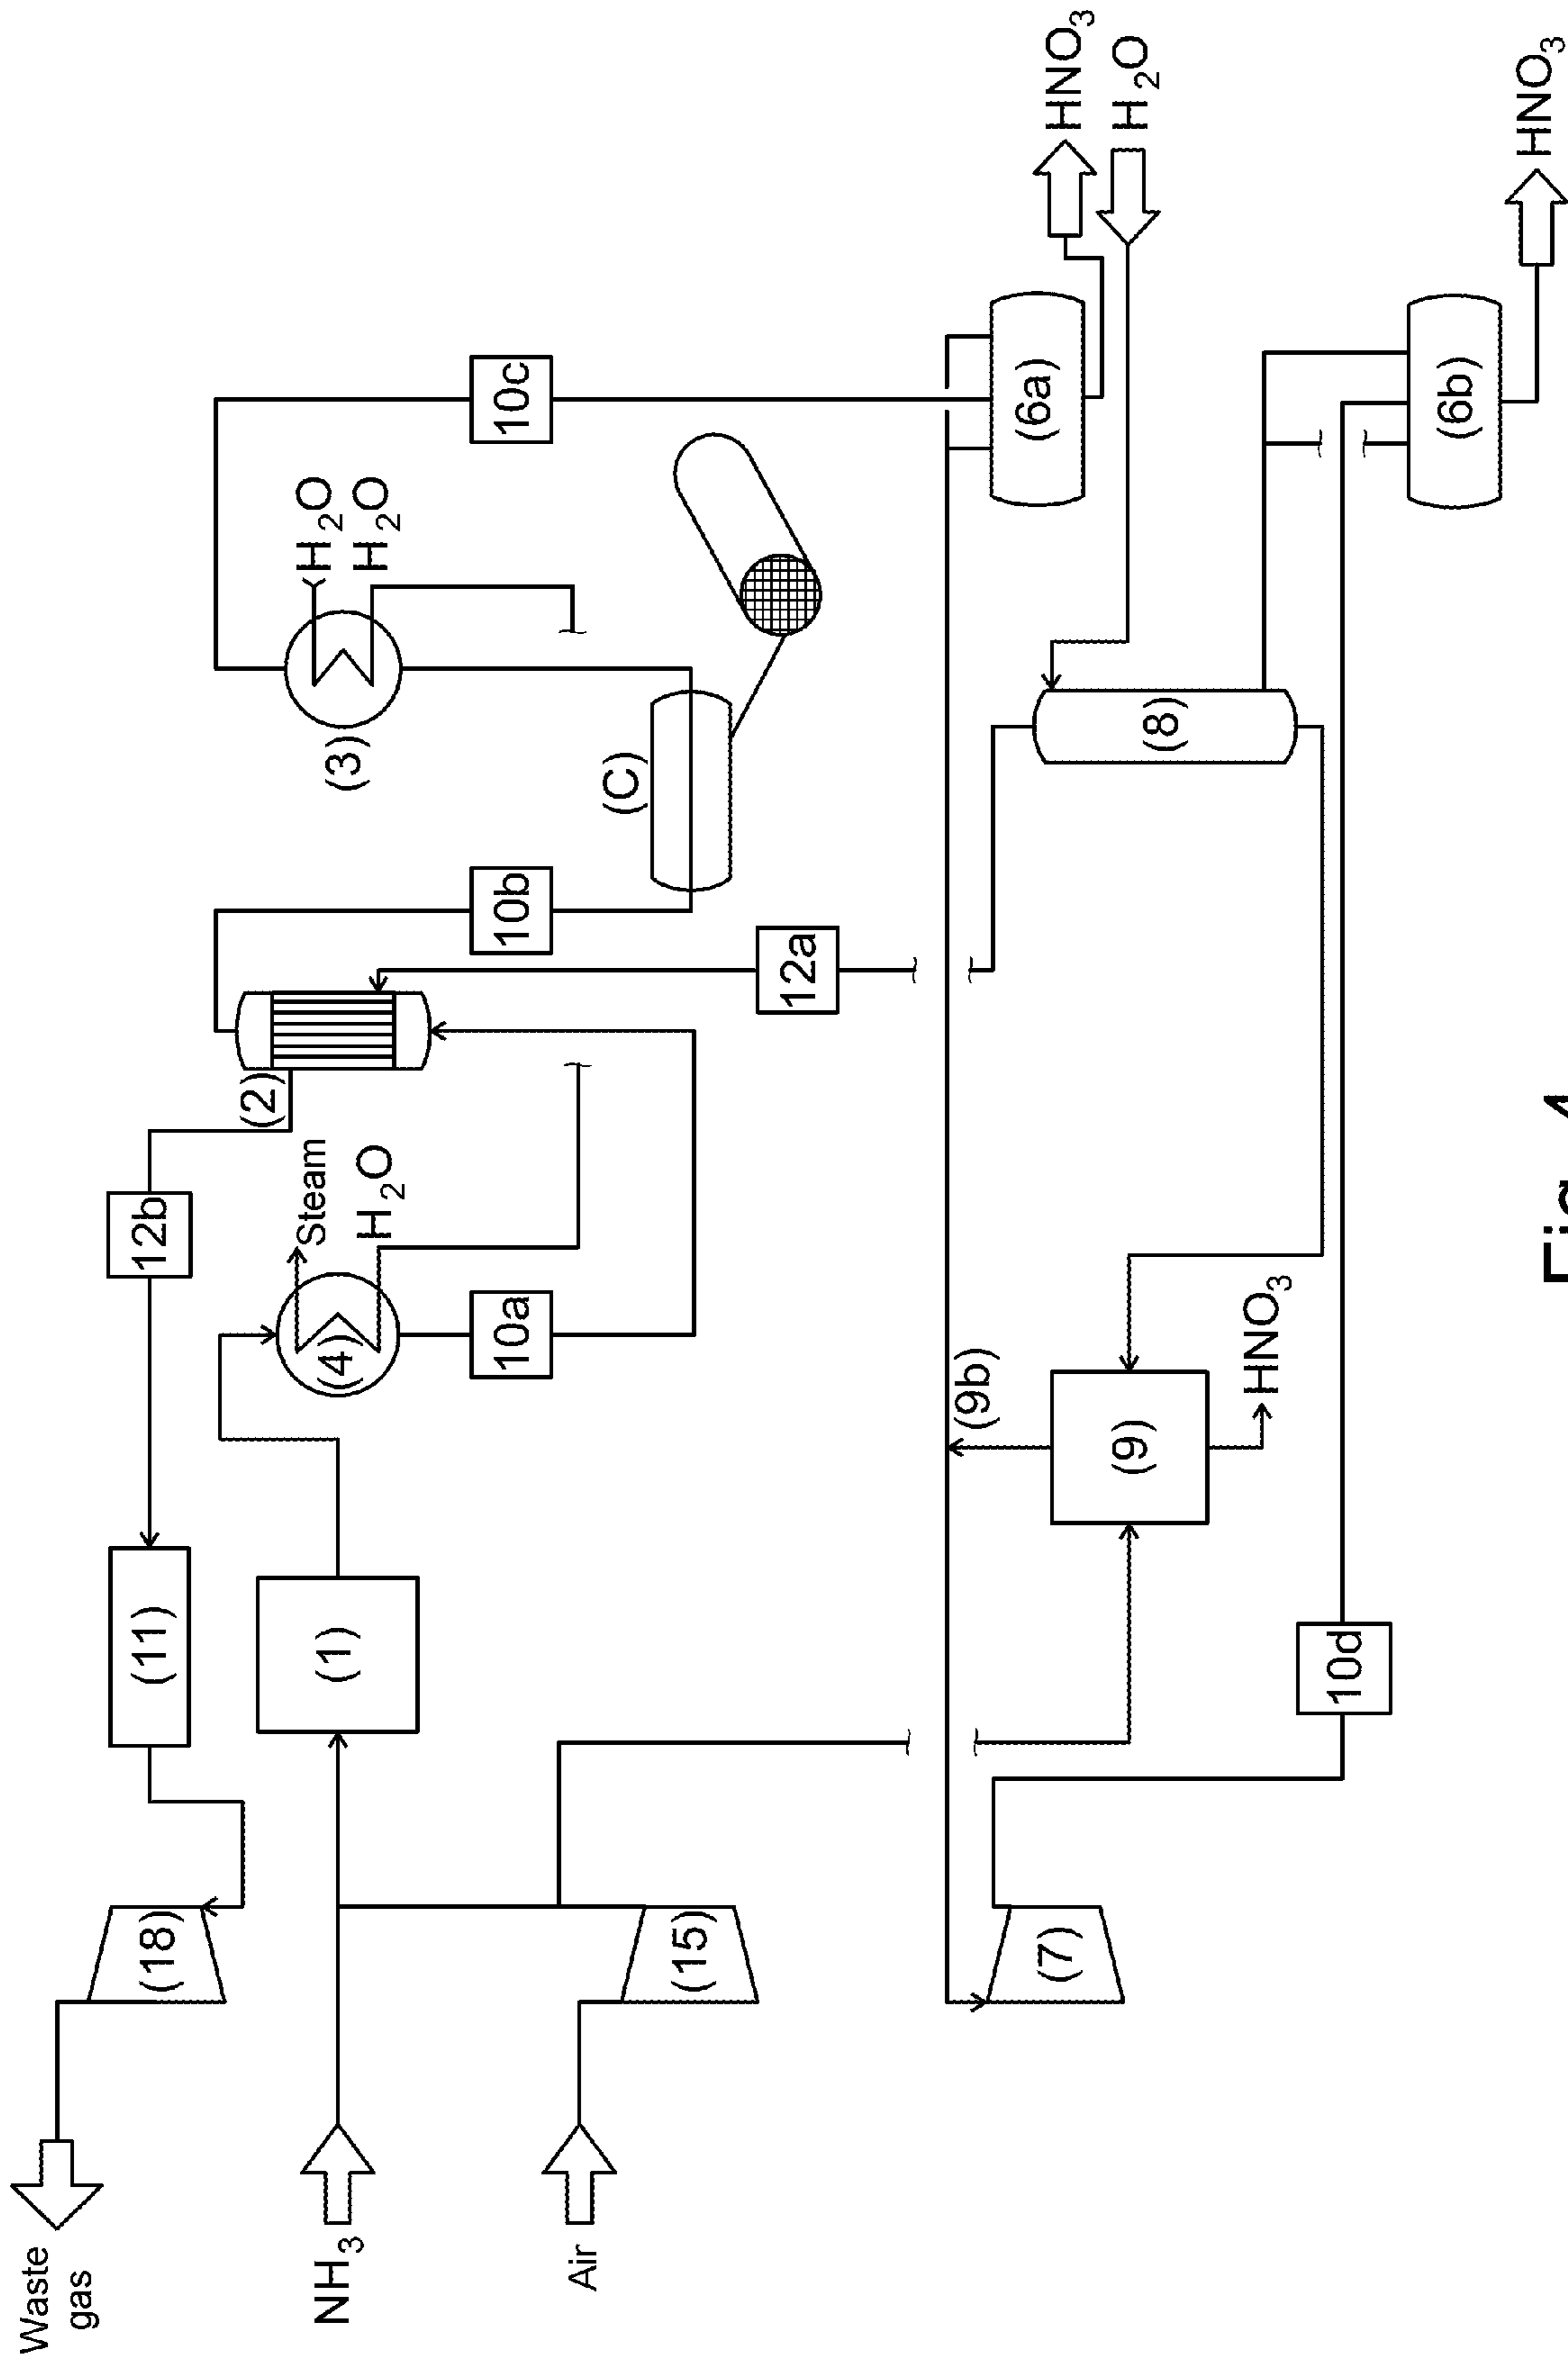 Waste
gas
(18)
(11)
12b
(2)
Steam
H2O
NH3
(1)
(4)
(3)
H2O
H2O
10a
10b
10c
Air
(C)
(15)
12a
(9b)
(6a)
(7)
HNO3
(9)
H2O
(8)
HNO3
10d
(6b)
HNO3
Fig. 4